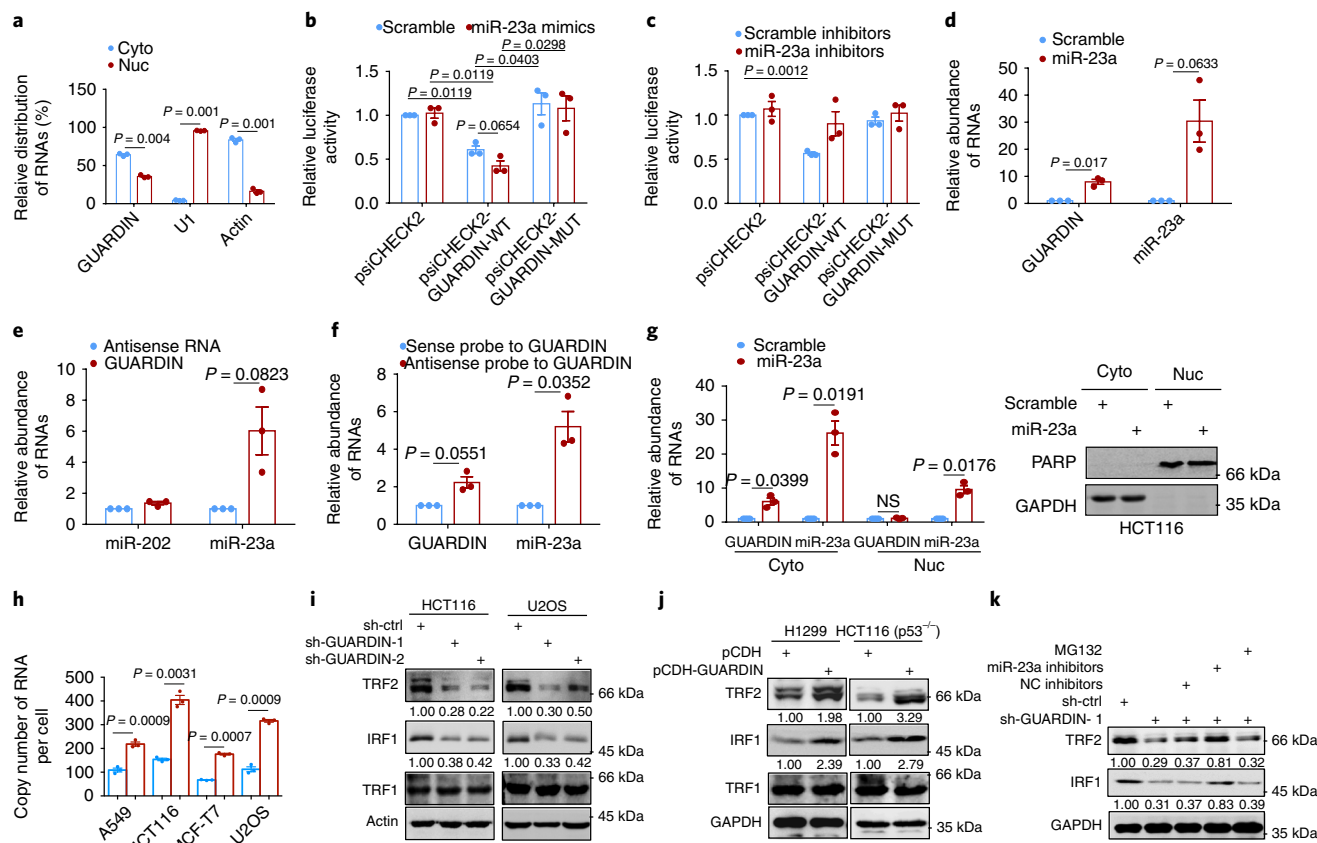 a
Cyto
Nuc
Relaive distribution
of RNAs (%)
100
50
0
P = 0.004
P = 0.001
P = 0.001
GUARDIN
U1
Actin
b
Scramble
miR-23a mimics
Relative luciferase
activity
1.5
1.0
0.5
0
P = 0.0298
P = 0.0403
P = 0.0119
P = 0.0119
P = 0.0654
psiCHECK2
psiCHECK2-
GUARDIN-WT
psiCHECK2-
GUARDIN-MUT
c
Scramble inhibitors
miR-23a inhibitors
Relative luciferase
activity
1.5
1.0
0.5
0
P = 0.0012
psiCHECK2
psiCHECK2-
GUARDIN-WT
psiCHECK2-
GUARDIN-MUT
d
Scramble
miR-23a
Relative abundance
of RNAs
50
40
30
20
10
0
P = 0.017
P = 0.0633
GUARDIN
miR-23a
e
Antisense RNA
GUARDIN
Relative abundance
of RNAs
10
8
6
4
2
0
P = 0.0823
miR-202
miR-23a
f
Sense probe to GUARDIN
Antisense probe to GUARDIN
Relative abundance
of RNAs
8
6
4
2
0
P = 0.0551
P = 0.0352
GUARDIN
miR-23a
g
Scramble
miR-23a
Relative abundance
of RNAs
40
30
20
10
0
P = 0.0399
P = 0.0191
NS
P = 0.0176
GUARDIN miR-23a GUARDIN miR-23a
Cyto
Nuc
Cyto Nuc
Scramble + +
miR-23a + +
PARP
66 kDa
GAPDH
35 kDa
HCT116
h
Copy number of RNA
per cell
500
400
300
200
100
0
P = 0.0009
P = 0.0031
P = 0.0007
P = 0.0009
A549
CT116
MCF-T7
U2OS
i
HCT116 U2OS
sh-ctrl + +
sh-GUARDIN-1 + +
sh-GUARDIN-2 + +
TRF2
66 kDa
1.00 0.28 0.22 1.00 0.30 0.50
IRF1
45 kDa
1.00 0.38 0.42 1.00 0.33 0.42
TRF1
66 kDa
Actin
45 kDa
j
H1299 HCT116 (p53–/–)
pCDH + +
pCDH-GUARDIN + +
TRF2
66 kDa
1.00 1.98 1.00 3.29
IRF1
45 kDa
1.00 2.39 1.00 2.79
TRF1
66 kDa
GAPDH
35 kDa
k
MG132 +
miR-23a inhibitors +
NC inhibitors +
sh-ctrl +
sh-GUARDIN- 1 + + + +
TRF2
66 kDa
1.00 0.29 0.37 0.81 0.32
IRF1
45 kDa
1.00 0.31 0.37 0.83 0.39
GAPDH
35 kDa